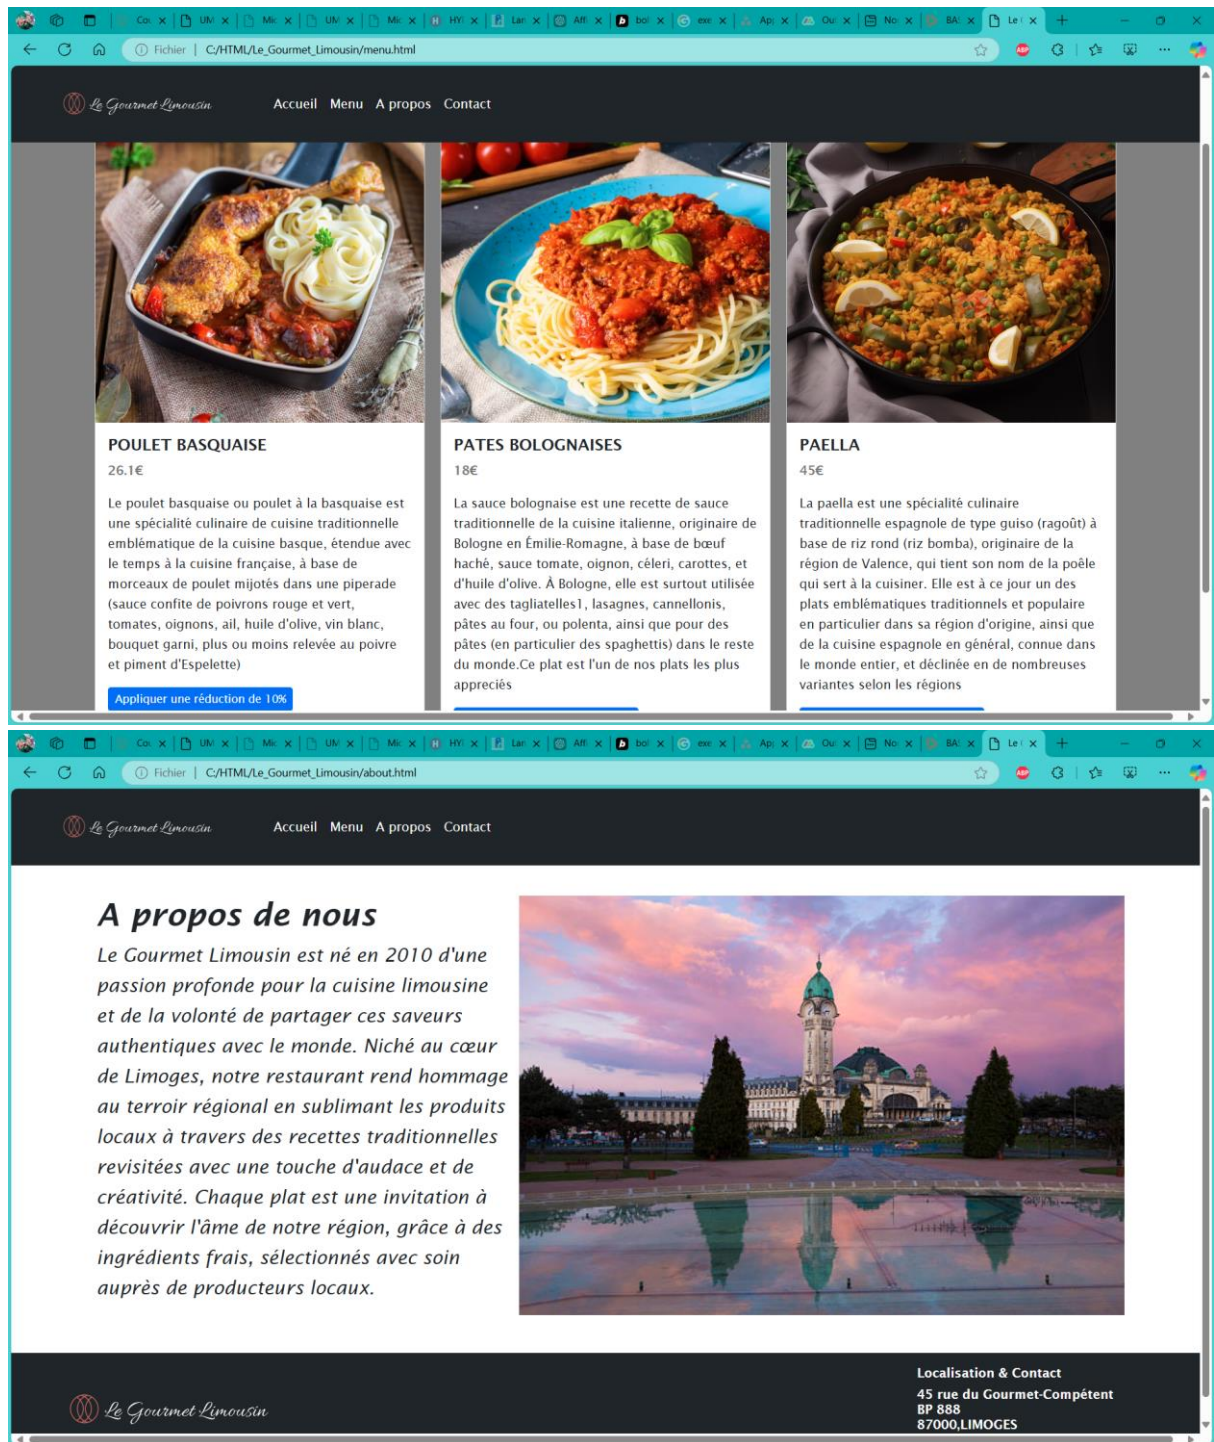 Co
UM
Mic
UM
Mic
HY
Lan
Affi
bol
exe
Ap
Ou
No
BA
Le
Fichier | C:/HTML/Le_Gourmet_Limousin/menu.html
Le Gourmet Limousin
Accueil Menu A propos Contact
POULET BASQUAISE
26.1€
Le poulet basquaise ou poulet à la basquaise est
une spécialité culinaire de cuisine traditionnelle
emblématique de la cuisine basque, étendue avec
le temps à la cuisine française, à base de
morceaux de poulet mijotés dans une piperade
(sauce confite de poivrons rouge et vert,
tomates, oignons, ail, huile d'olive, vin blanc,
bouquet garni, plus ou moins relevée au poivre
et piment d'Espelette)
Appliquer une réduction de 10%
PATES BOLOGNAISES
18€
La sauce bolognaise est une recette de sauce
traditionnelle de la cuisine italienne, originaire de
Bologne en Émilie-Romagne, à base de bœuf
haché, sauce tomate, oignon, céleri, carottes, et
d'huile d'olive. À Bologne, elle est surtout utilisée
avec des tagliatelles1, lasagnes, cannellonis,
pâtes au four, ou polenta, ainsi que pour des
pâtes (en particulier des spaghettis) dans le reste
du monde.Ce plat est l'un de nos plats les plus
appreciés
PAELLA
45€
La paella est une spécialité culinaire
traditionnelle espagnole de type guiso (ragoût) à
base de riz rond (riz bomba), originaire de la
région de Valence, qui tient son nom de la poêle
qui sert à la cuisiner. Elle est à ce jour un des
plats emblématiques traditionnels et populaire
en particulier dans sa région d'origine, ainsi que
de la cuisine espagnole en général, connue dans
le monde entier, et déclinée en de nombreuses
variantes selon les régions
Fichier | C:/HTML/Le_Gourmet_Limousin/about.html
Le Gourmet Limousin
Accueil Menu A propos Contact
A propos de nous
Le Gourmet Limousin est né en 2010 d'une
passion profonde pour la cuisine limousine
et de la volonté de partager ces saveurs
authentiques avec le monde. Niché au cœur
de Limoges, notre restaurant rend hommage
au terroir régional en sublimant les produits
locaux à travers des recettes traditionnelles
revisitées avec une touche d'audace et de
créativité. Chaque plat est une invitation à
découvrir l'âme de notre région, grâce à des
ingrédients frais, sélectionnés avec soin
auprès de producteurs locaux.
Le Gourmet Limousin
Localisation & Contact
45 rue du Gourmet-Compétent
BP 888
87000,LIMOGES